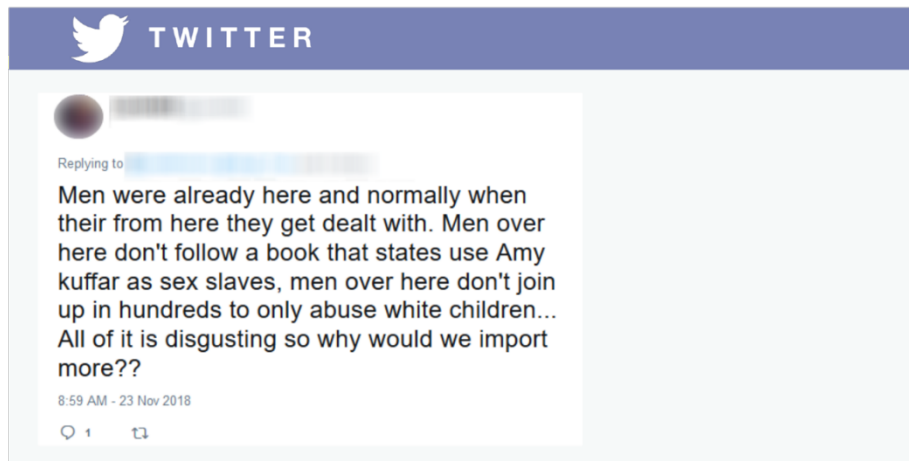 TWITTER
Replying to
Men were already here and normally when
their from here they get dealt with. Men over
here don't follow a book that states use Amy
kuffar as sex slaves, men over here don't join
up in hundreds to only abuse white children...
All of it is disgusting so why would we import
more??
8:59 AM - 23 Nov 2018
1